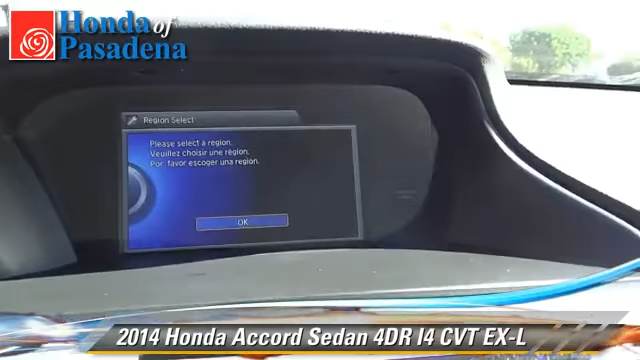 Honda of
Pasadena
Region Select
Please select a region.
Veuillez choisir une région.
Por favor escoger una región.
OK
2014 Honda Accord Sedan 4DR I4 CVT EX-L